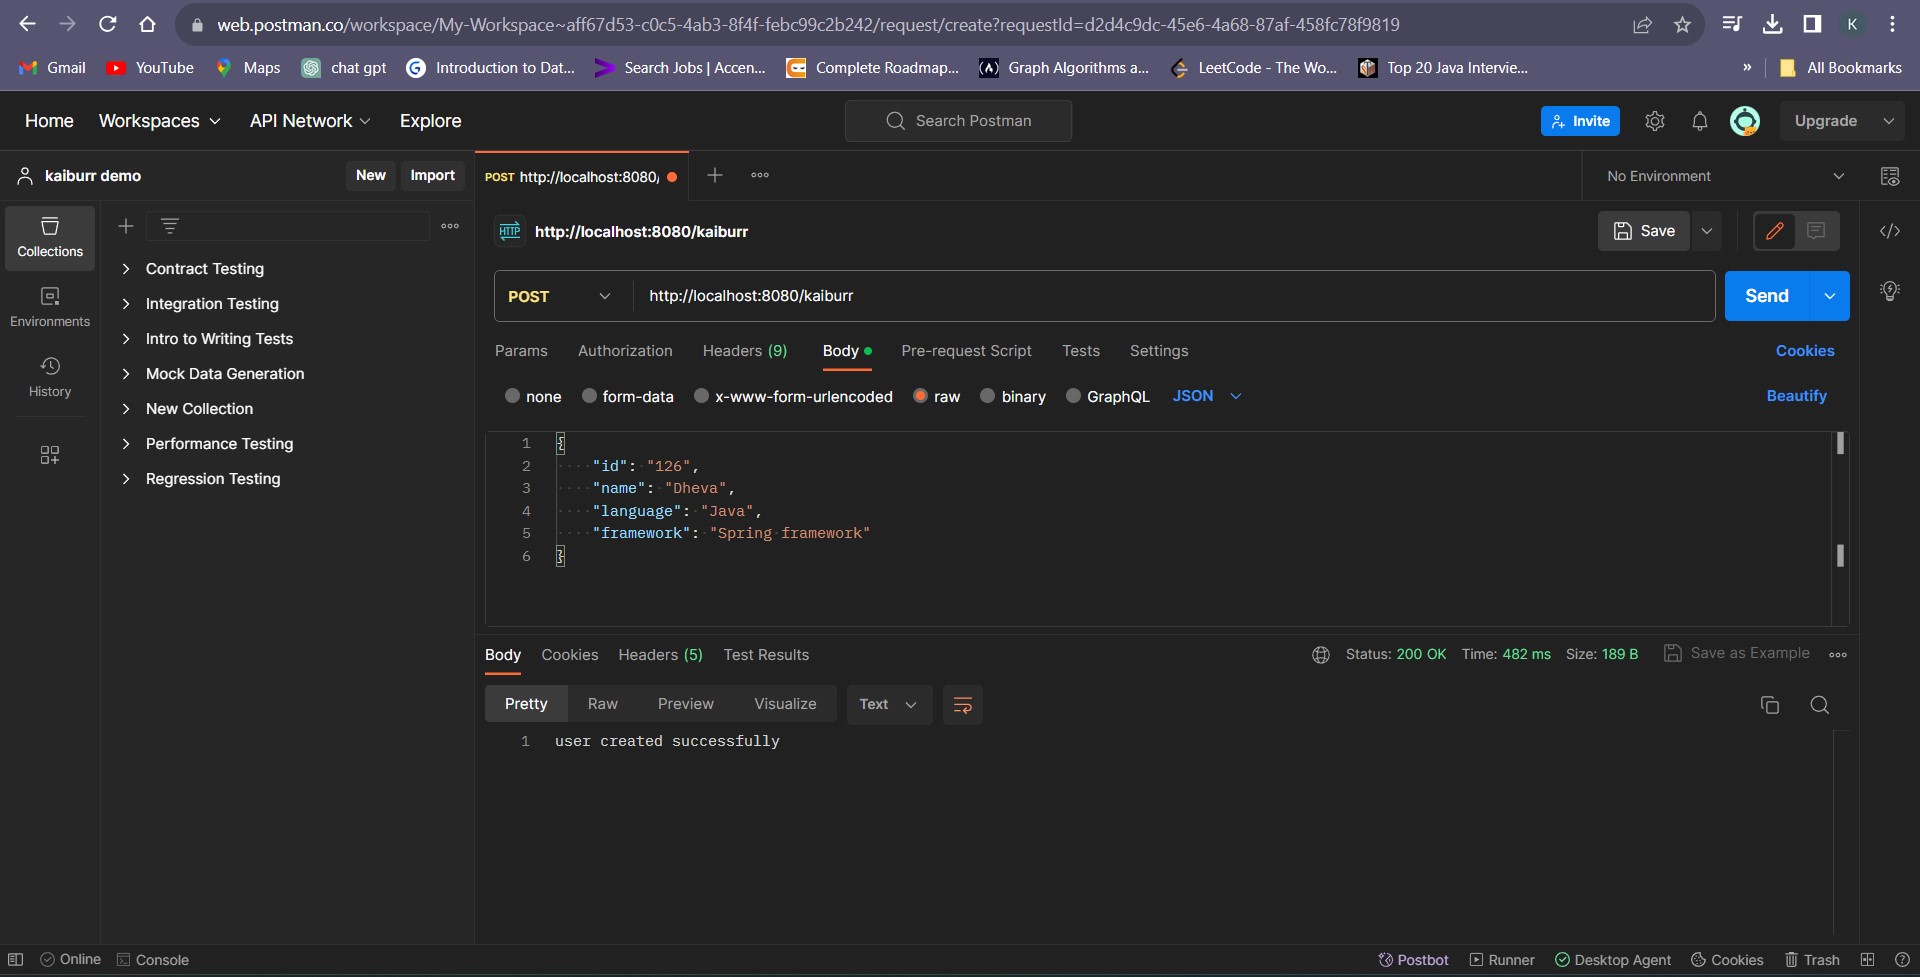 web.postman.co/workspace/My-Workspace~aff67d53-c0c5-4ab3-8f4f-febc99c2b242/request/create?requestId=d2d4c9dc-45e6-4a68-87af-458fc78f9819
K
Gmail YouTube Maps chat gpt Introduction to Dat... Search Jobs | Accen... Complete Roadmap... Graph Algorithms a... LeetCode - The Wo... Top 20 Java Intervie... » All Bookmarks
Home Workspaces API Network Explore Search Postman Invite Upgrade
kaiburr demo New Import POST http://localhost:8080/ No Environment
Collections
Environments
History
Contract Testing
Integration Testing
Intro to Writing Tests
Mock Data Generation
New Collection
Performance Testing
Regression Testing
HTTP http://localhost:8080/kaiburr Save
POST http://localhost:8080/kaiburr Send
Params Authorization Headers (9) Body Pre-request Script Tests Settings Cookies
none form-data x-www-form-urlencoded raw binary GraphQL JSON Beautify
1 {
2 "id": "126",
3 "name": "Dheva",
4 "language": "Java",
5 "framework": "Spring framework"
6 }
Body Cookies Headers (5) Test Results Status: 200 OK Time: 482 ms Size: 189 B Save as Example
Pretty Raw Preview Visualize Text
1 user created successfully
Online Console Postbot Runner Desktop Agent Cookies Trash